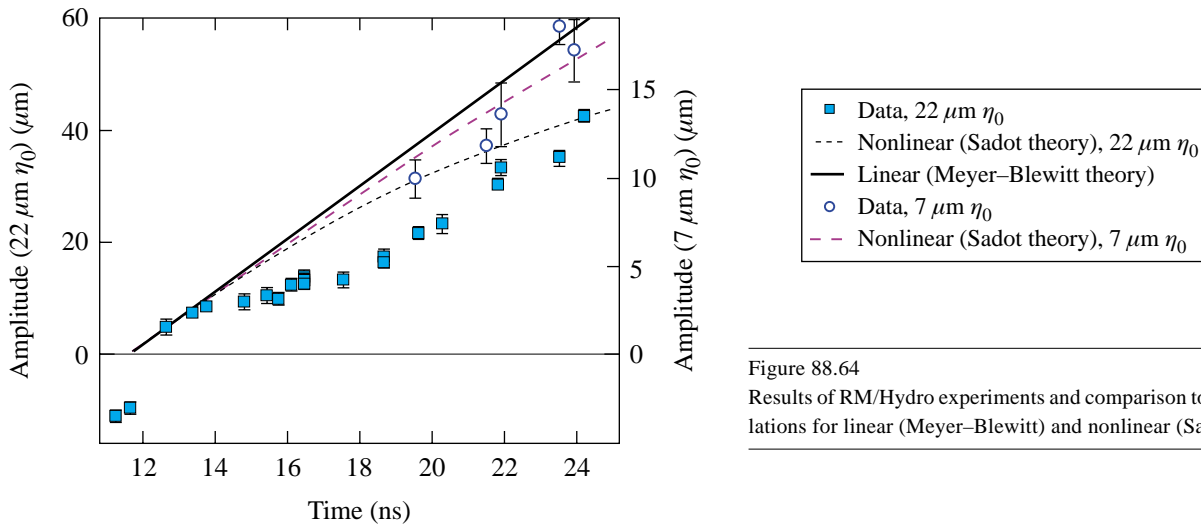 60
40
20
0
Amplitude (22 μm η0) (μm)
15
10
5
0
Amplitude (7 μm η0) (μm)
12 14 16 18 20 22 24
Time (ns)
Data, 22 μm η0
Nonlinear (Sadot theory), 22 μm η0
Linear (Meyer–Blewitt theory)
Data, 7 μm η0
Nonlinear (Sadot theory), 7 μm η0
Figure 88.64
Results of RM/Hydro experiments and comparison to
lations for linear (Meyer–Blewitt) and nonlinear (Sa